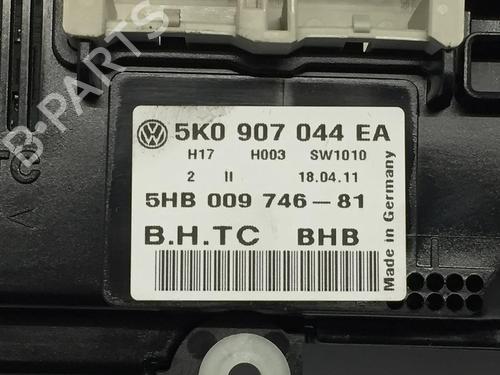 B-PARTS
B-PARTS
5K0 907 044 EA
H17 H003 SW1010
2 II 18.04.11
5HB 009 746-81
B.H.TC BHB
Made in Germany